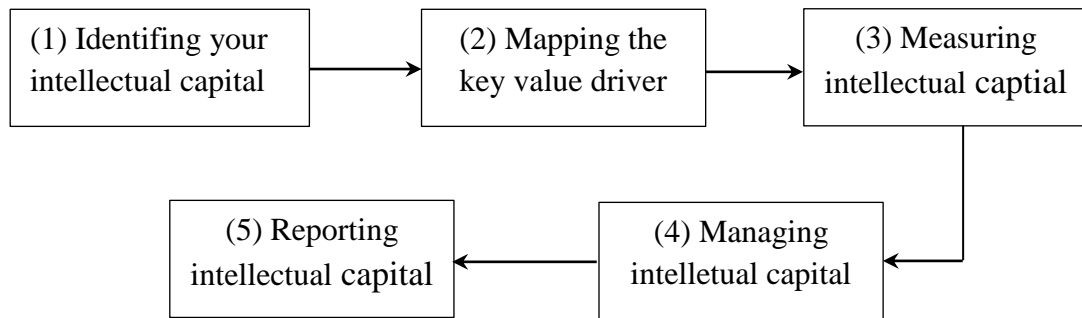 (1) Identifing your
intellectual capital
(2) Mapping the
key value driver
(3) Measuring
intellectual captial
(4) Managing
intelletual capital
(5) Reporting
intellectual capital